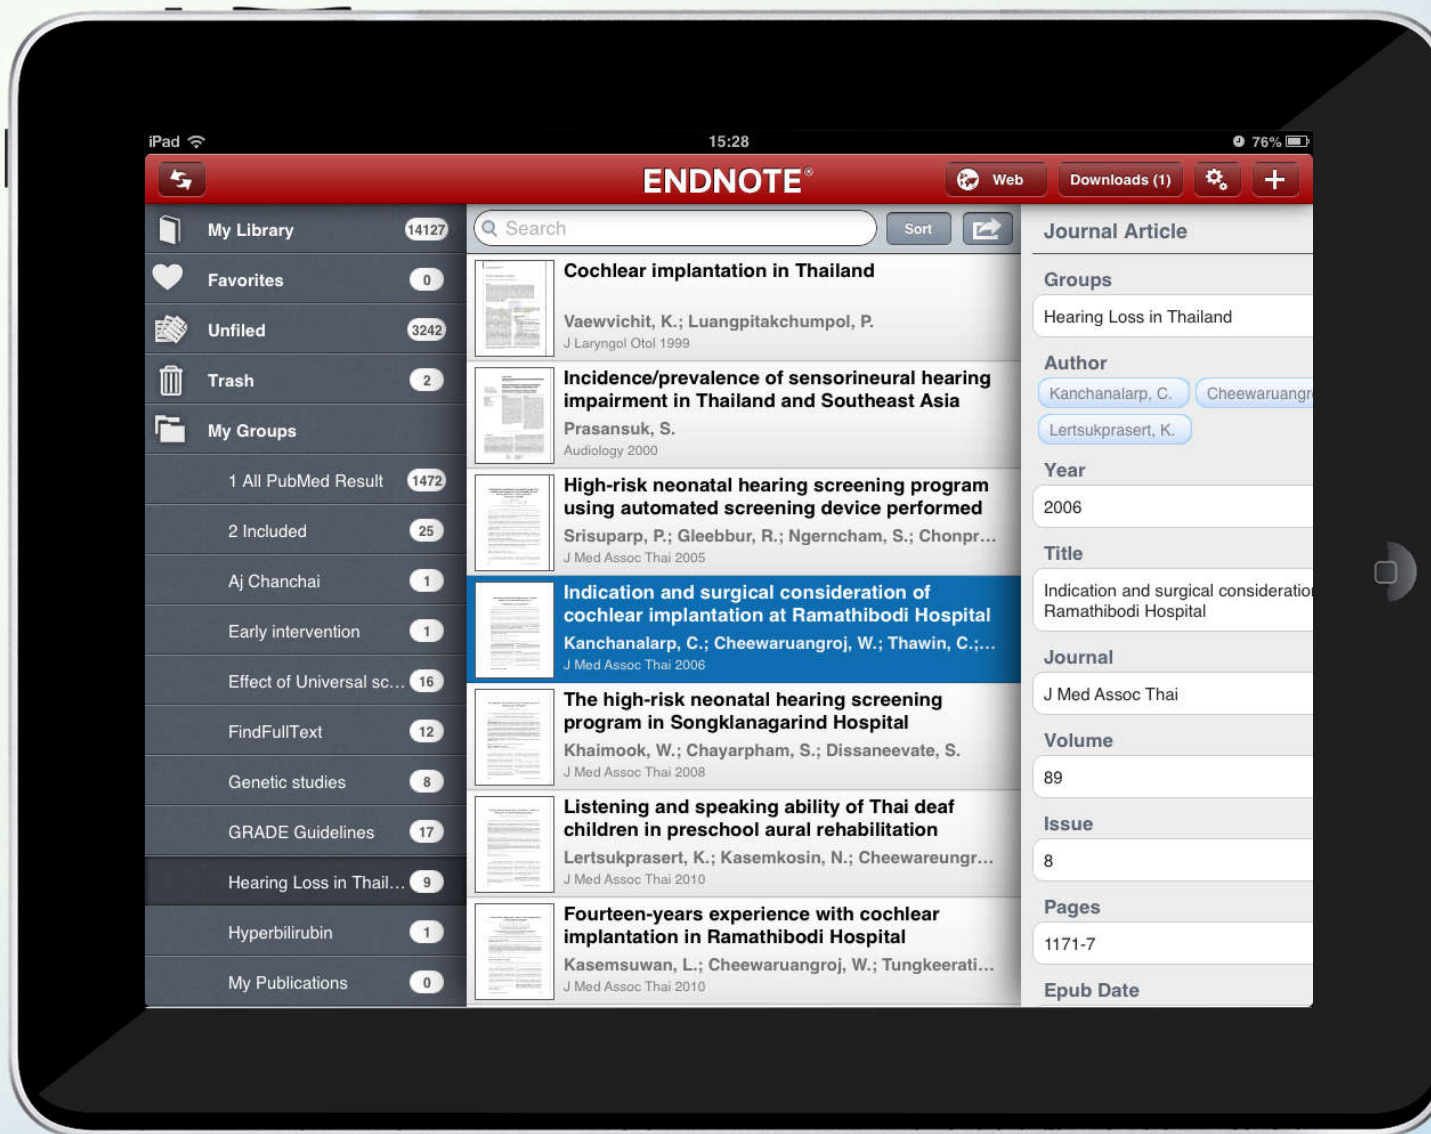 iPad
15:28
76%
ENDNOTE®
Web
Downloads (1)
My Library 14127
Favorites 0
Unfiled 3242
Trash 2
My Groups
1 All PubMed Result 1472
2 Included 25
Aj Chanchai 1
Early intervention 1
Effect of Universal sc... 16
FindFullText 12
Genetic studies 8
GRADE Guidelines 17
Hearing Loss in Thail... 9
Hyperbilirubin 1
My Publications 0
Search
Sort
Cochlear implantation in Thailand
Vaewvichit, K.; Luangpitakchumpol, P.
J Laryngol Otol 1999
Incidence/prevalence of sensorineural hearing
impairment in Thailand and Southeast Asia
Prasansuk, S.
Audiology 2000
High-risk neonatal hearing screening program
using automated screening device performed
Srisuparp, P.; Gleebbur, R.; Ngerncham, S.; Chonpr...
J Med Assoc Thai 2005
Indication and surgical consideration of
cochlear implantation at Ramathibodi Hospital
Kanchanalarp, C.; Cheewaruangroj, W.; Thawin, C.;...
J Med Assoc Thai 2006
The high-risk neonatal hearing screening
program in Songklanagarind Hospital
Khaimook, W.; Chayarpham, S.; Dissaneevate, S.
J Med Assoc Thai 2008
Listening and speaking ability of Thai deaf
children in preschool aural rehabilitation
Lertsukprasert, K.; Kasemkosin, N.; Cheewareungr...
J Med Assoc Thai 2010
Fourteen-years experience with cochlear
implantation in Ramathibodi Hospital
Kasemsuwan, L.; Cheewaruangroj, W.; Tungkeerati...
J Med Assoc Thai 2010
Journal Article
Groups
Hearing Loss in Thailand
Author
Kanchanalarp, C. Cheewaruangr
Lertsukprasert, K.
Year
2006
Title
Indication and surgical consideration
Ramathibodi Hospital
Journal
J Med Assoc Thai
Volume
89
Issue
8
Pages
1171-7
Epub Date